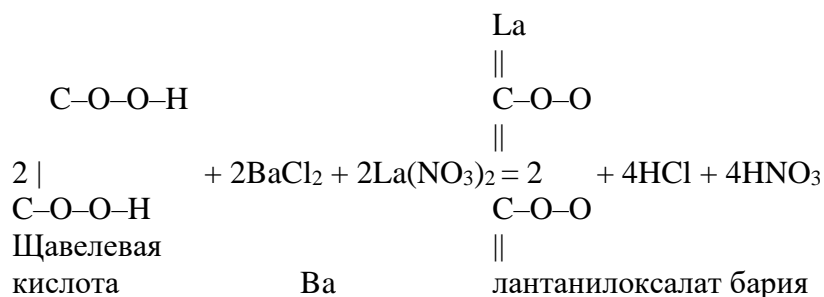 La
||
C–O–O–H C–O–O
||
2 | + 2BaCl₂ + 2La(NO₃)₂ = 2 + 4HCl + 4HNO₃
C–O–O–H C–O–O
Щавелевая ||
кислота Ba лантанилоксалат бария